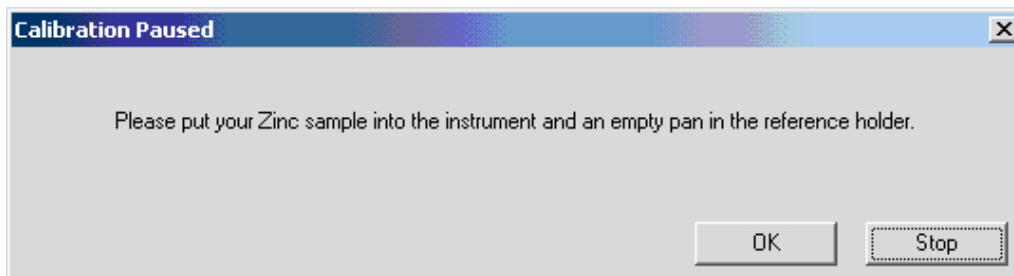 Calibration Paused
Please put your Zinc sample into the instrument and an empty pan in the reference holder.
OK
Stop